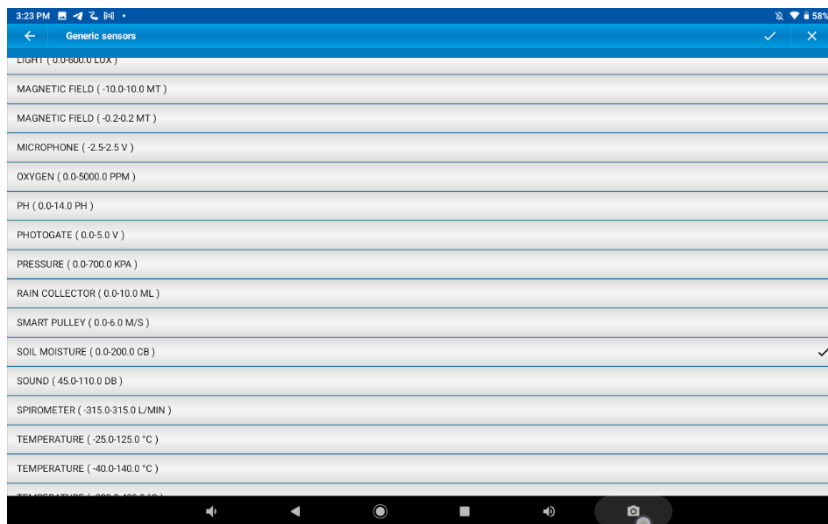 3:23 PM
58%
Generic sensors
LIGHT ( 0.0-600.0 LUX )
MAGNETIC FIELD ( -10.0-10.0 MT )
MAGNETIC FIELD ( -0.2-0.2 MT )
MICROPHONE ( -2.5-2.5 V )
OXYGEN ( 0.0-5000.0 PPM )
PH ( 0.0-14.0 PH )
PHOTOGATE ( 0.0-5.0 V )
PRESSURE ( 0.0-700.0 KPA )
RAIN COLLECTOR ( 0.0-10.0 ML )
SMART PULLEY ( 0.0-6.0 M/S )
SOIL MOISTURE ( 0.0-200.0 CB )
SOUND ( 45.0-110.0 DB )
SPIROMETER ( -315.0-315.0 L/MIN )
TEMPERATURE ( -25.0-125.0 °C )
TEMPERATURE ( -40.0-140.0 °C )